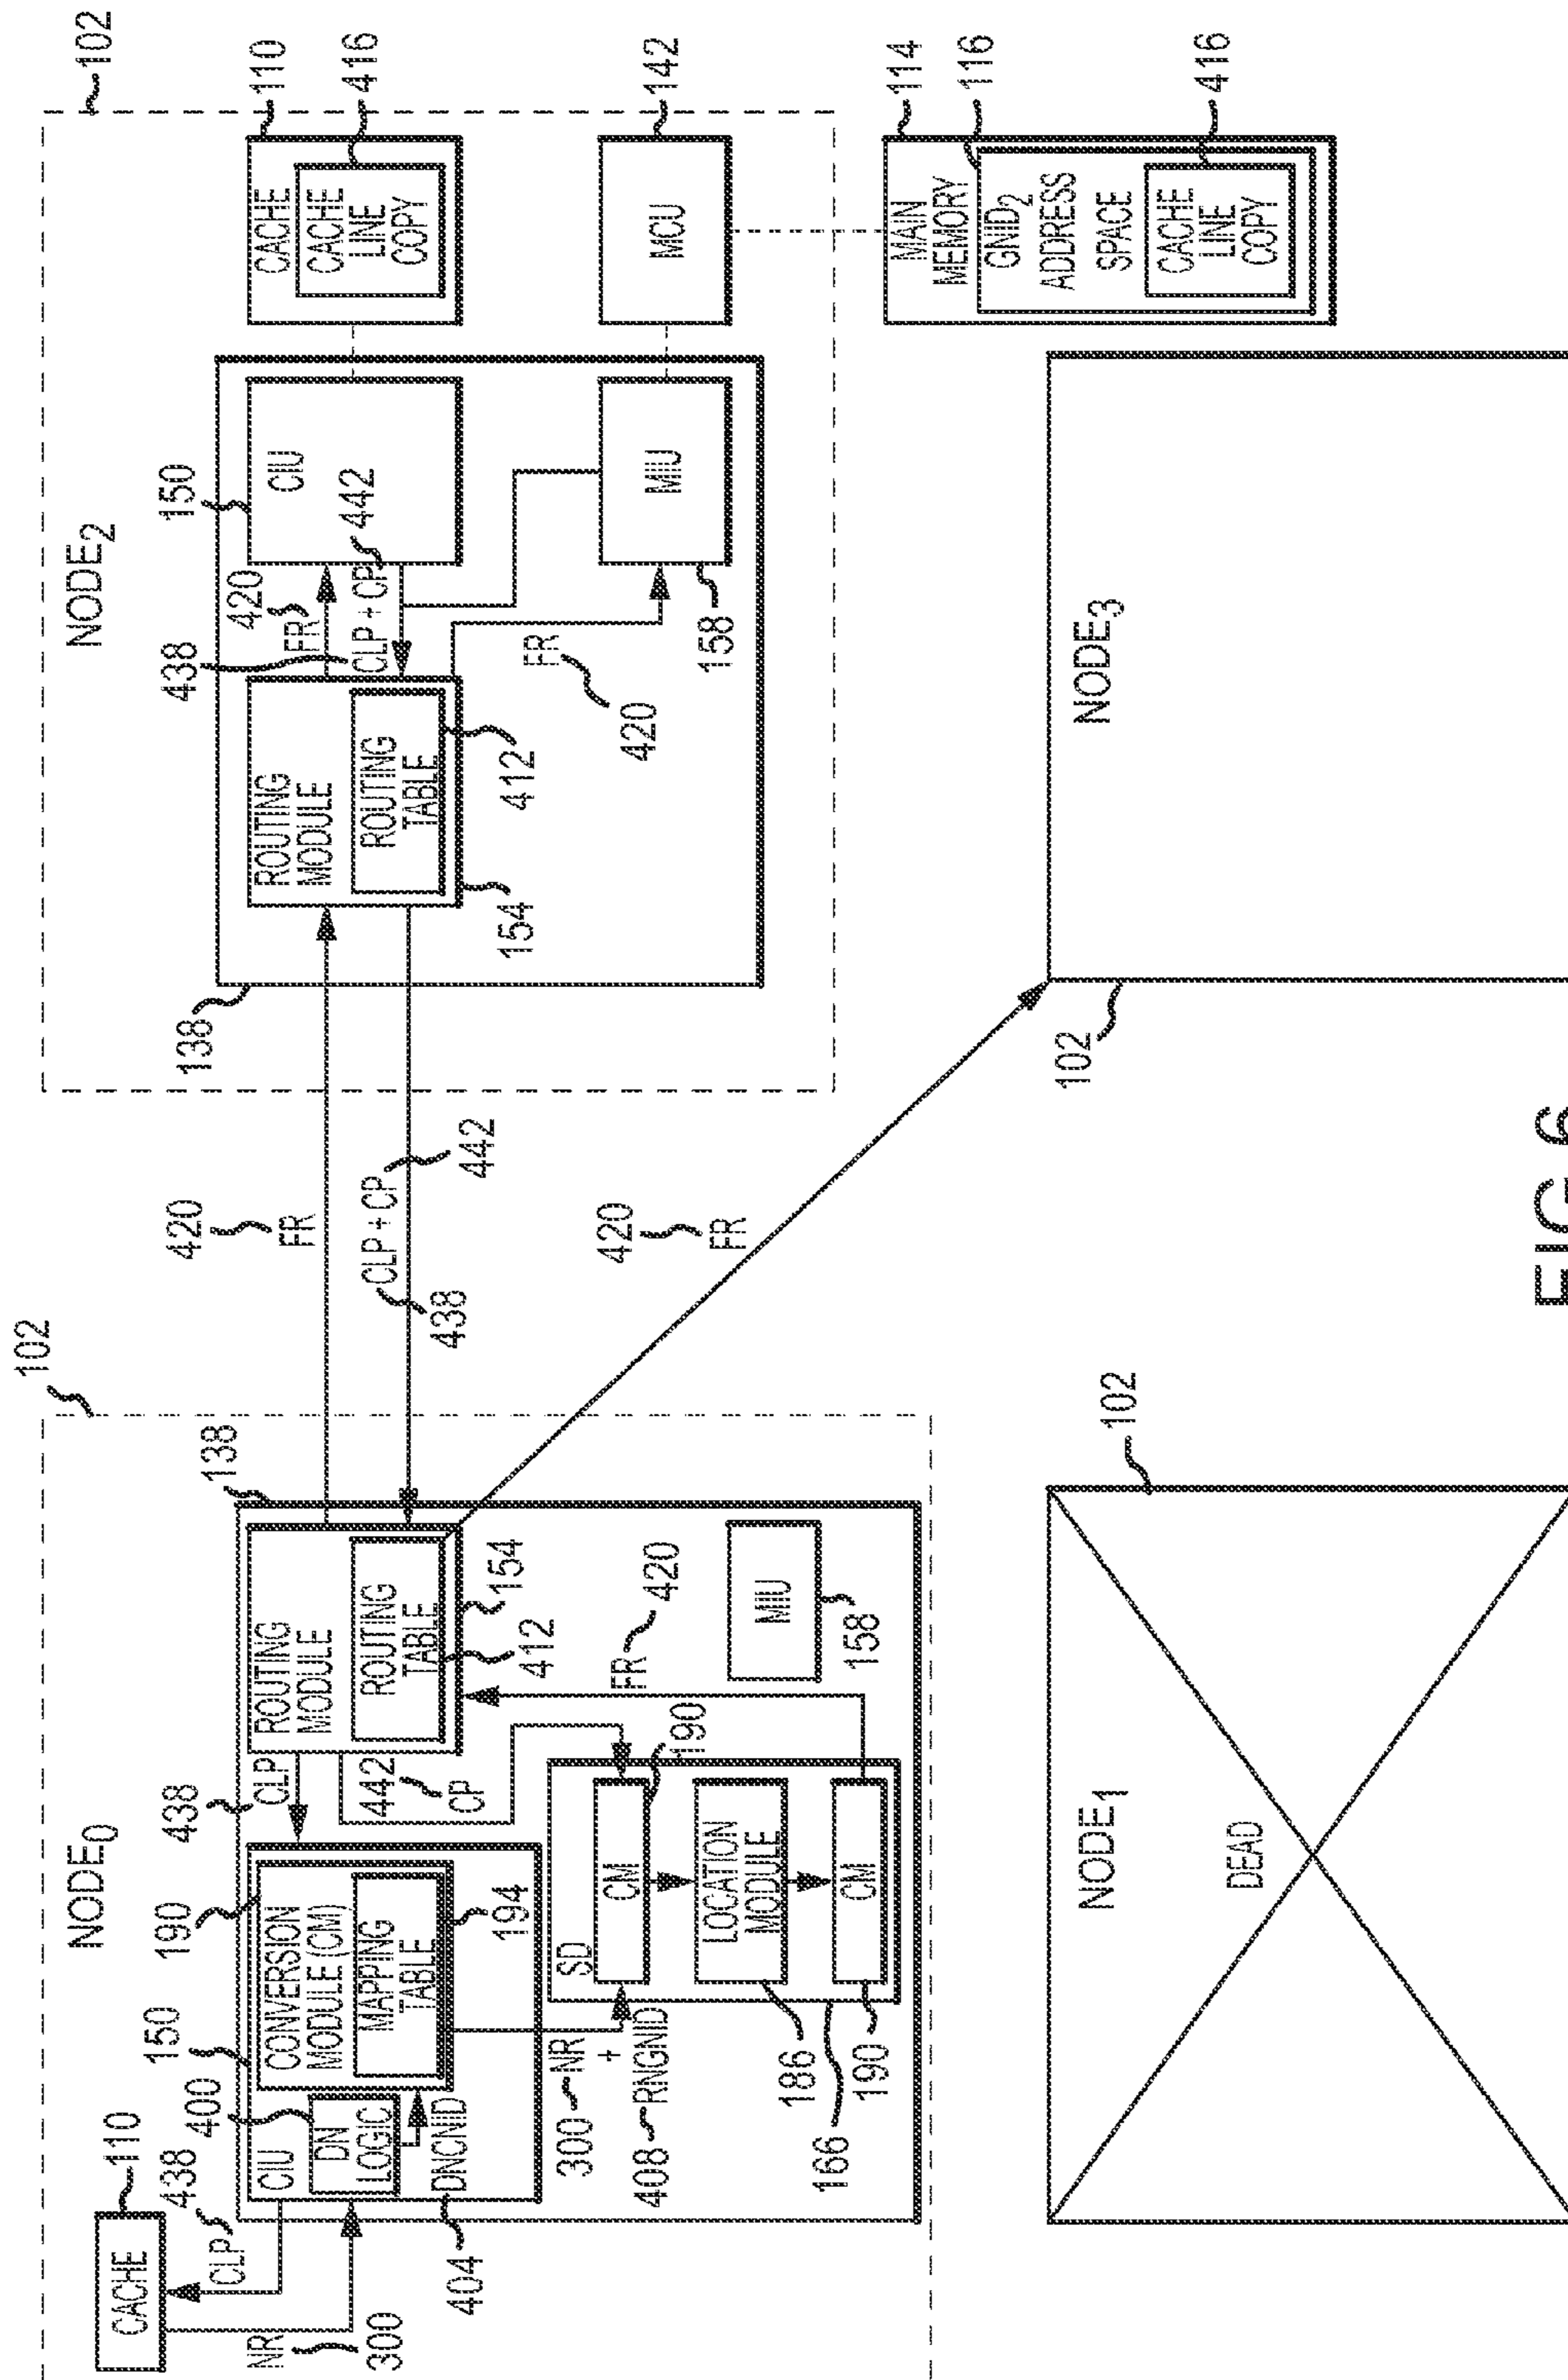 102
NODE0
CACHE
110
438
CLP
NR
300
400
150
190
CIU
DN
LOGIC
DNCNID
404
CONVERSION
MODULE (CM)
MAPPING
TABLE
194
438
CLP
138
ROUTING
MODULE
ROUTING
TABLE
154
412
442
CP
190
300
NR
+
408
RNGNID
SD
CM
LOCATION
MODULE
CM
166
186
190
FR
420
MIU
158
420
FR
CLP + CP
442
438
420
FR
102
NODE2
138
ROUTING
MODULE
ROUTING
TABLE
154
412
438
420
FR
150
CIU
CLP + CP
442
FR
420
MIU
158
CACHE
CACHE
LINE
COPY
110
416
MCU
142
MAIN
MEMORY
GNID2
ADDRESS
SPACE
CACHE
LINE
COPY
114
116
416
NODE1
DEAD
102
NODE3
102
FIG. 6